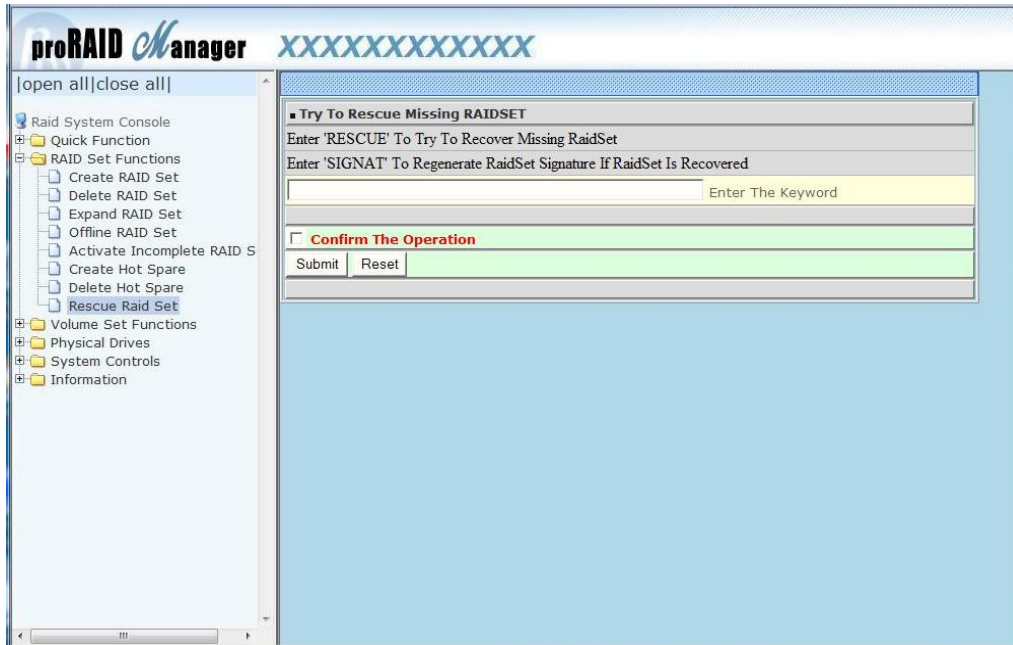 proRAID Manager XXXXXXXXXXXX
|open all|close all|
Raid System Console
Quick Function
RAID Set Functions
Create RAID Set
Delete RAID Set
Expand RAID Set
Offline RAID Set
Activate Incomplete RAID S
Create Hot Spare
Delete Hot Spare
Rescue Raid Set
Volume Set Functions
Physical Drives
System Controls
Information
Try To Rescue Missing RAIDSET
Enter 'RESCUE' To Try To Recover Missing RaidSet
Enter 'SIGNAT' To Regenerate RaidSet Signature If RaidSet Is Recovered
Enter The Keyword
Confirm The Operation
Submit Reset